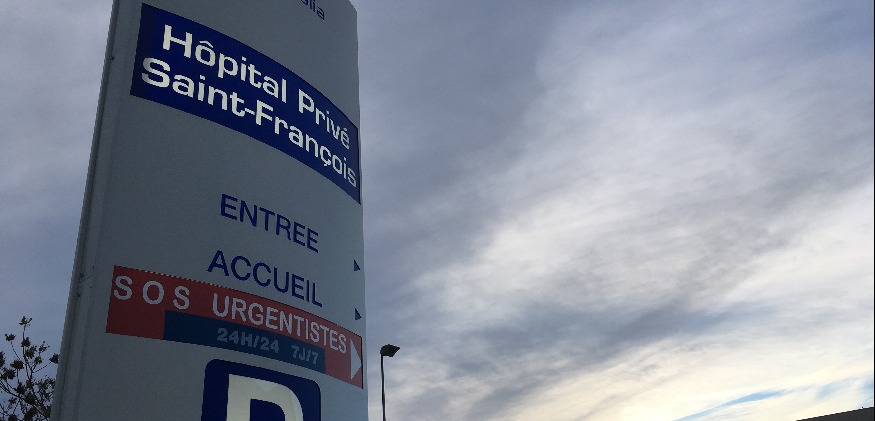 Hôpital Privé
Saint-François
ENTREE
ACCUEIL
SOS URGENTISTES
24H/24 7J/7
P